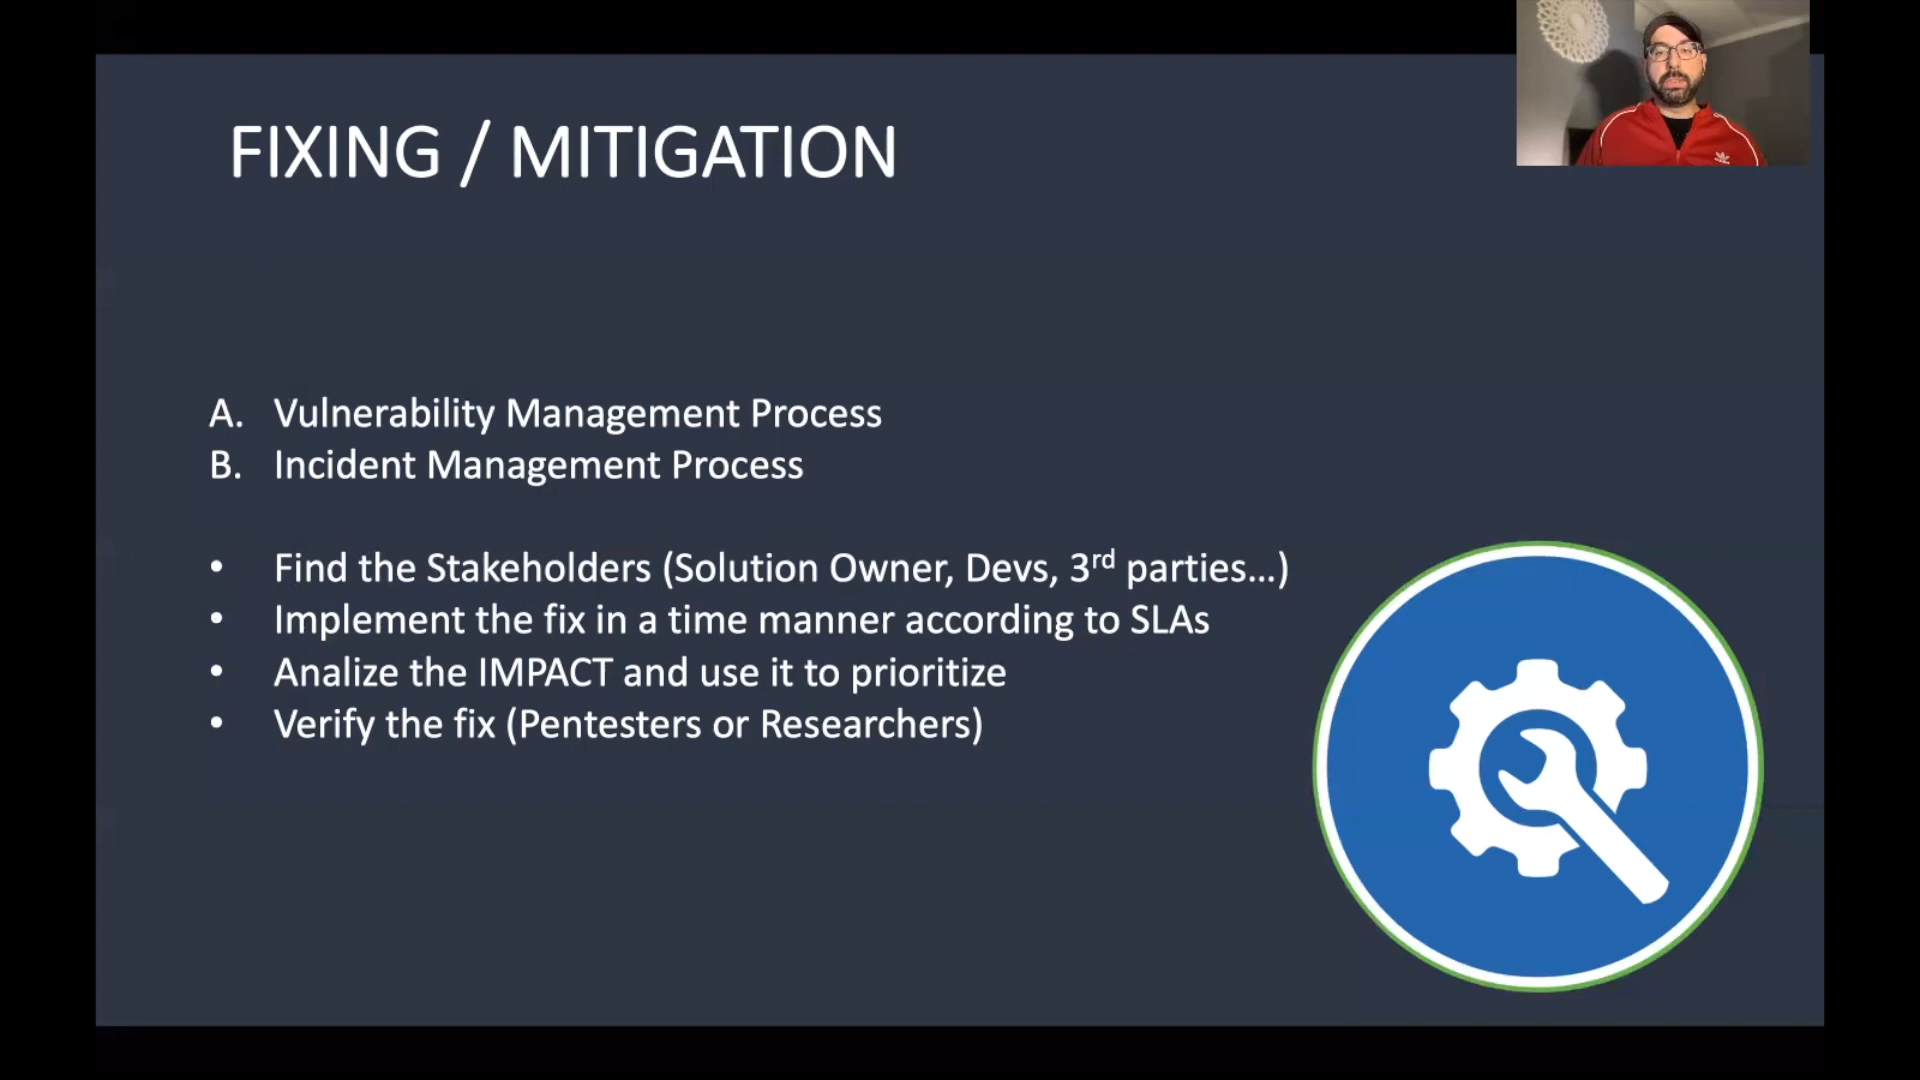 FIXING / MITIGATION
A. Vulnerability Management Process
B. Incident Management Process
• Find the Stakeholders (Solution Owner, Devs, 3rd parties...)
• Implement the fix in a time manner according to SLAs
• Analize the IMPACT and use it to prioritize
• Verify the fix (Pentesters or Researchers)